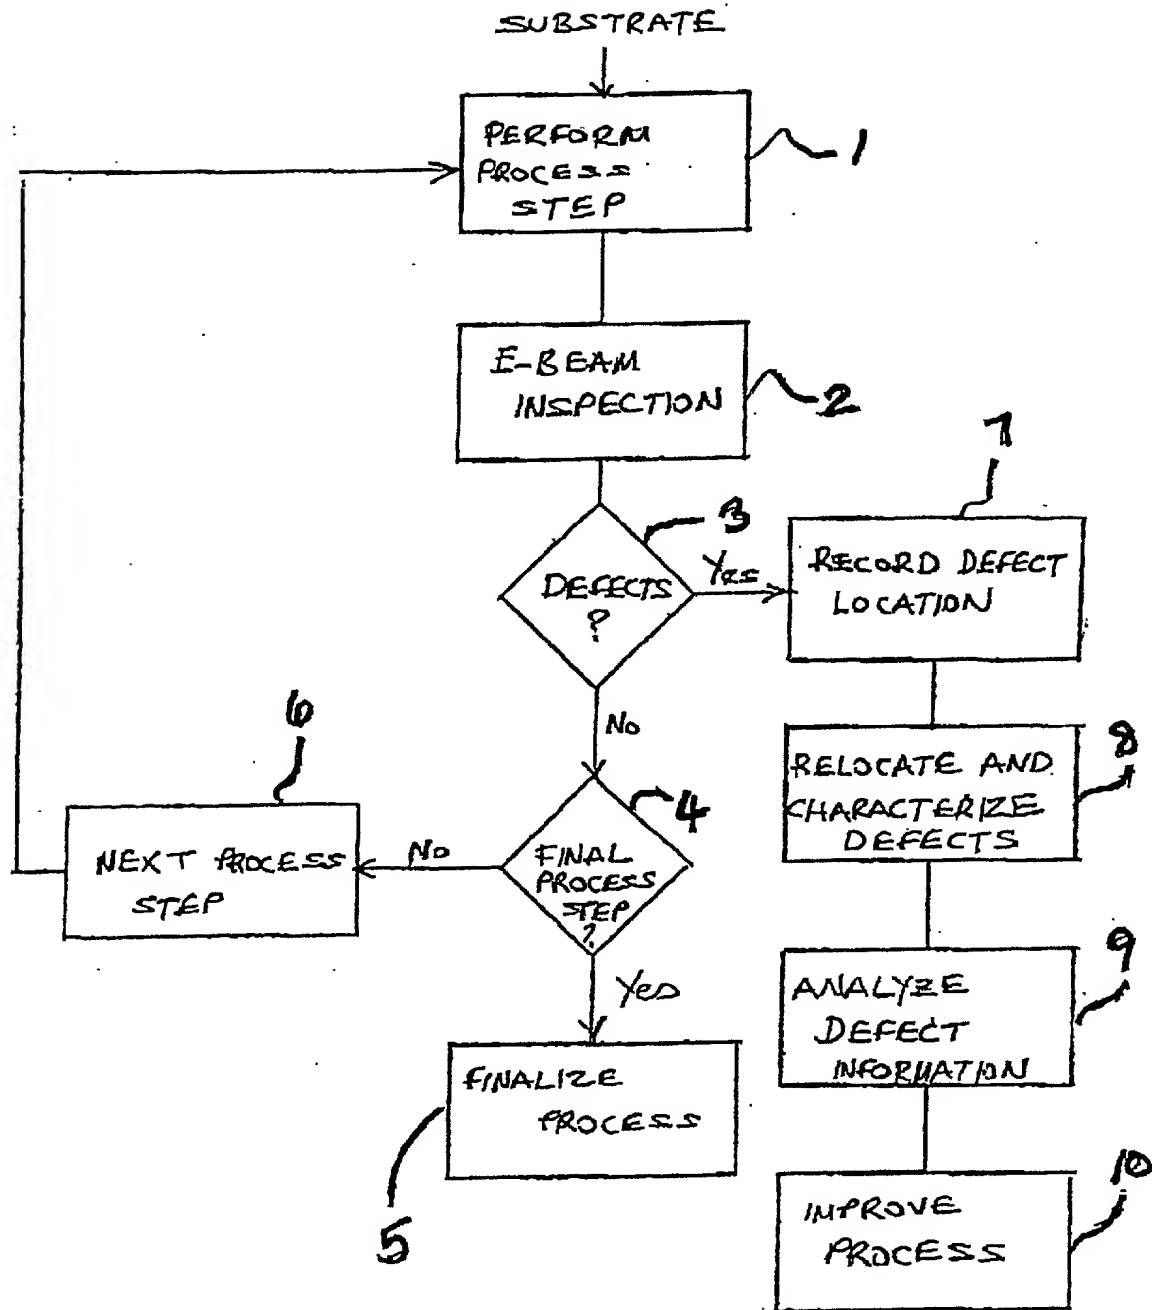 SUBSTRATE
PERFORM
PROCESS
STEP
1
E-BEAM
INSPECTION
2
DEFECTS
?
3
Yes
RECORD DEFECT
LOCATION
7
No
RELOCATE AND
CHARACTERIZE
DEFECTS
8
FINAL
PROCESS
STEP
?
4
No
NEXT PROCESS
STEP
6
Yes
ANALYZE
DEFECT
INFORMATION
9
FINALIZE
PROCESS
5
IMPROVE
PROCESS
10